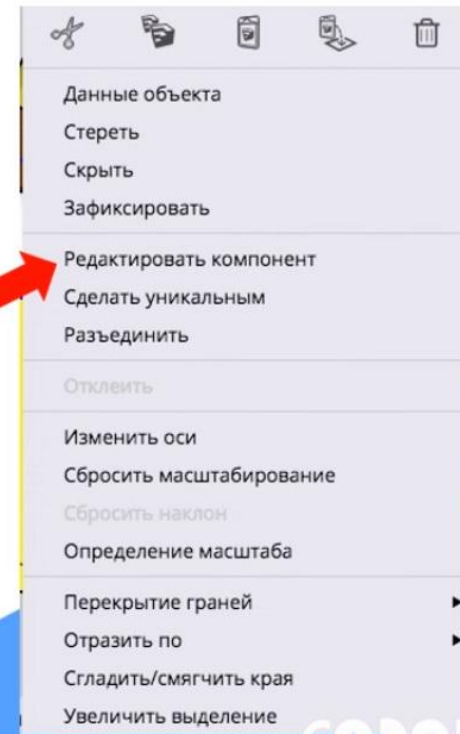 Данные объекта
Стереть
Скрыть
Зафиксировать
Редактировать компонент
Сделать уникальным
Разъединить
Отклеить
Изменить оси
Сбросить масштабирование
Сбросить наклон
Определение масштаба
Перекрытие граней
Отразить по
Сгладить/смягчить края
Увеличить выделение